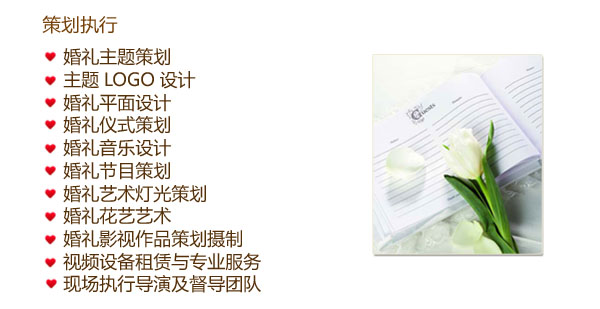 策划执行
婚礼主题策划
主题 LOGO 设计
婚礼平面设计
婚礼仪式策划
婚礼音乐设计
婚礼节目策划
婚礼艺术灯光策划
婚礼花艺艺术
婚礼影视作品策划摄制
视频设备租赁与专业服务
现场执行导演及督导团队
Guests